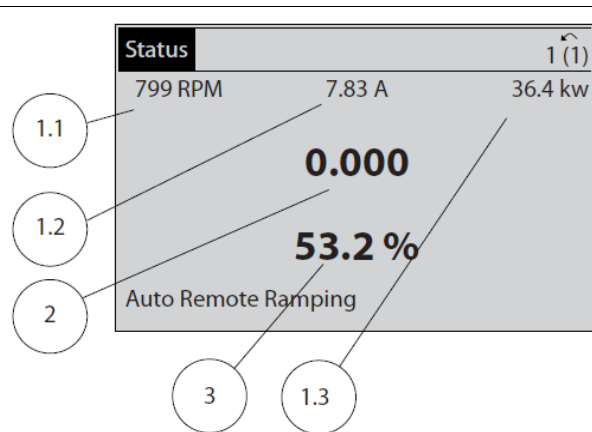 Status
1 (1)
799 RPM 7.83 A 36.4 kw
1.1
0.000
1.2
53.2 %
Auto Remote Ramping
2
3
1.3